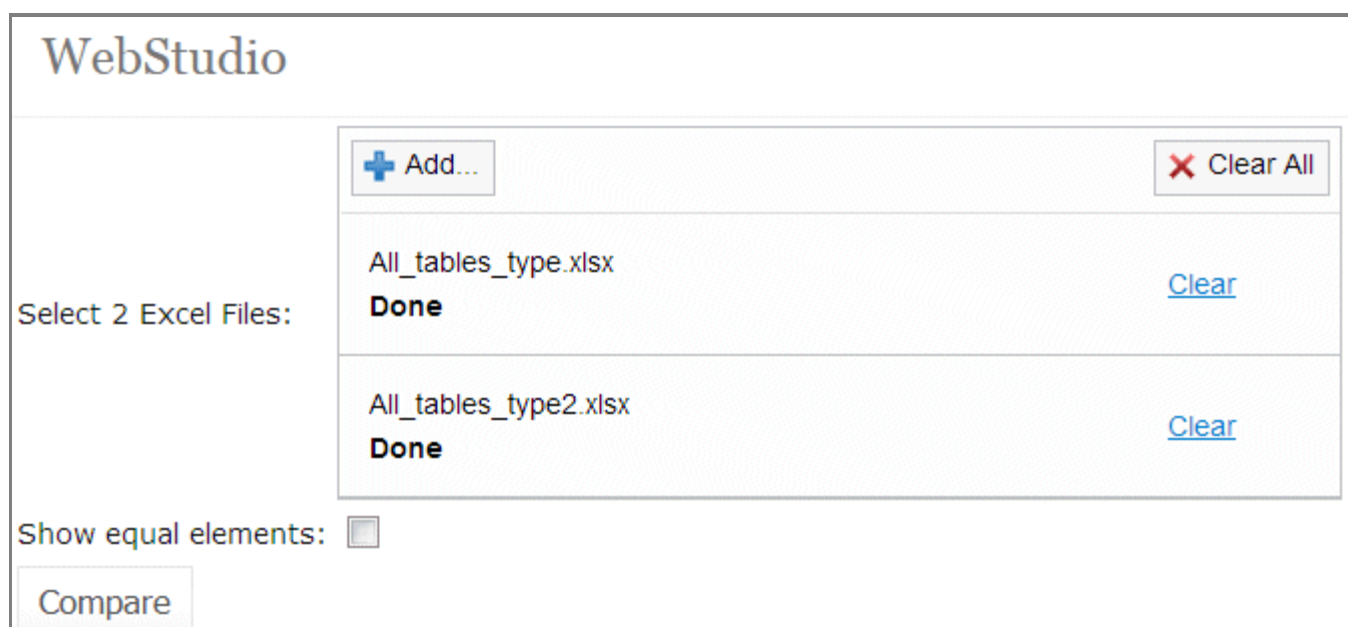 WebStudio
Add...
Clear All
Select 2 Excel Files:
All_tables_type.xlsx
Done
Clear
All_tables_type2.xlsx
Done
Clear
Show equal elements:
Compare